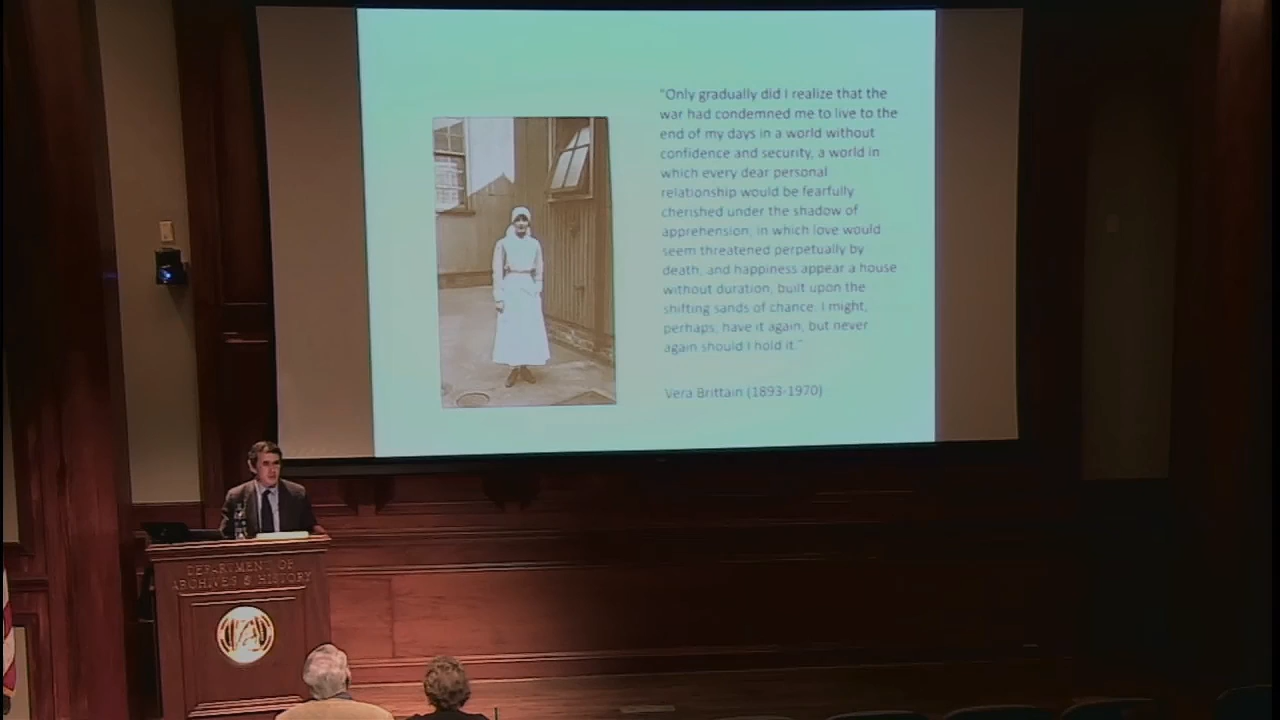 "Only gradually did I realize that the
war had condemned me to live to the
end of my days in a world without
confidence and security, a world in
which every dear personal
relationship would be fearfully
cherished under the shadow of
apprehension; in which love would
seem threatened perpetually by
death, and happiness appear a house
without duration, built upon the
shifting sands of chance. I might,
perhaps, have it again, but never
again should I hold it."
Vera Brittain (1893-1970)
DEPARTMENT OF
ARCHIVES & HISTORY